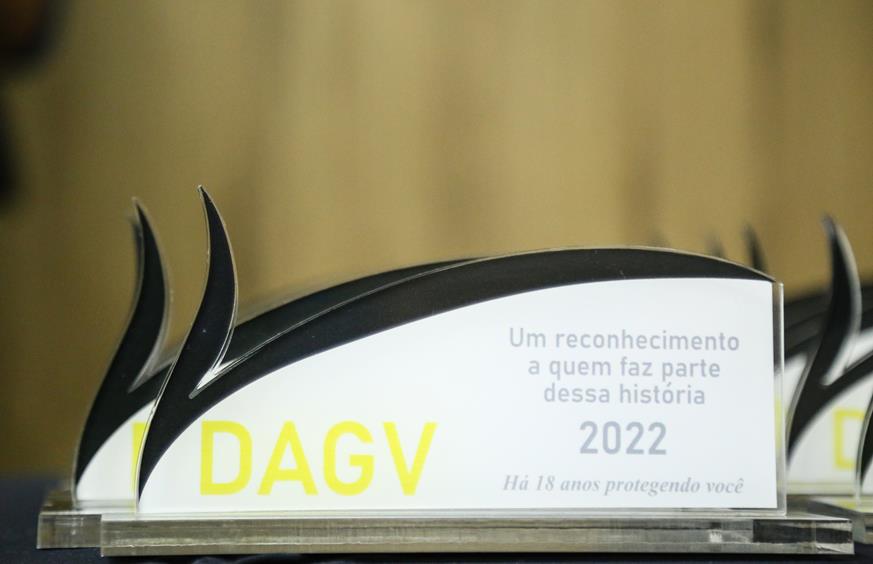 Um reconhecimento
a quem faz parte
dessa história
2022
DAGV
Há 18 anos protegendo você